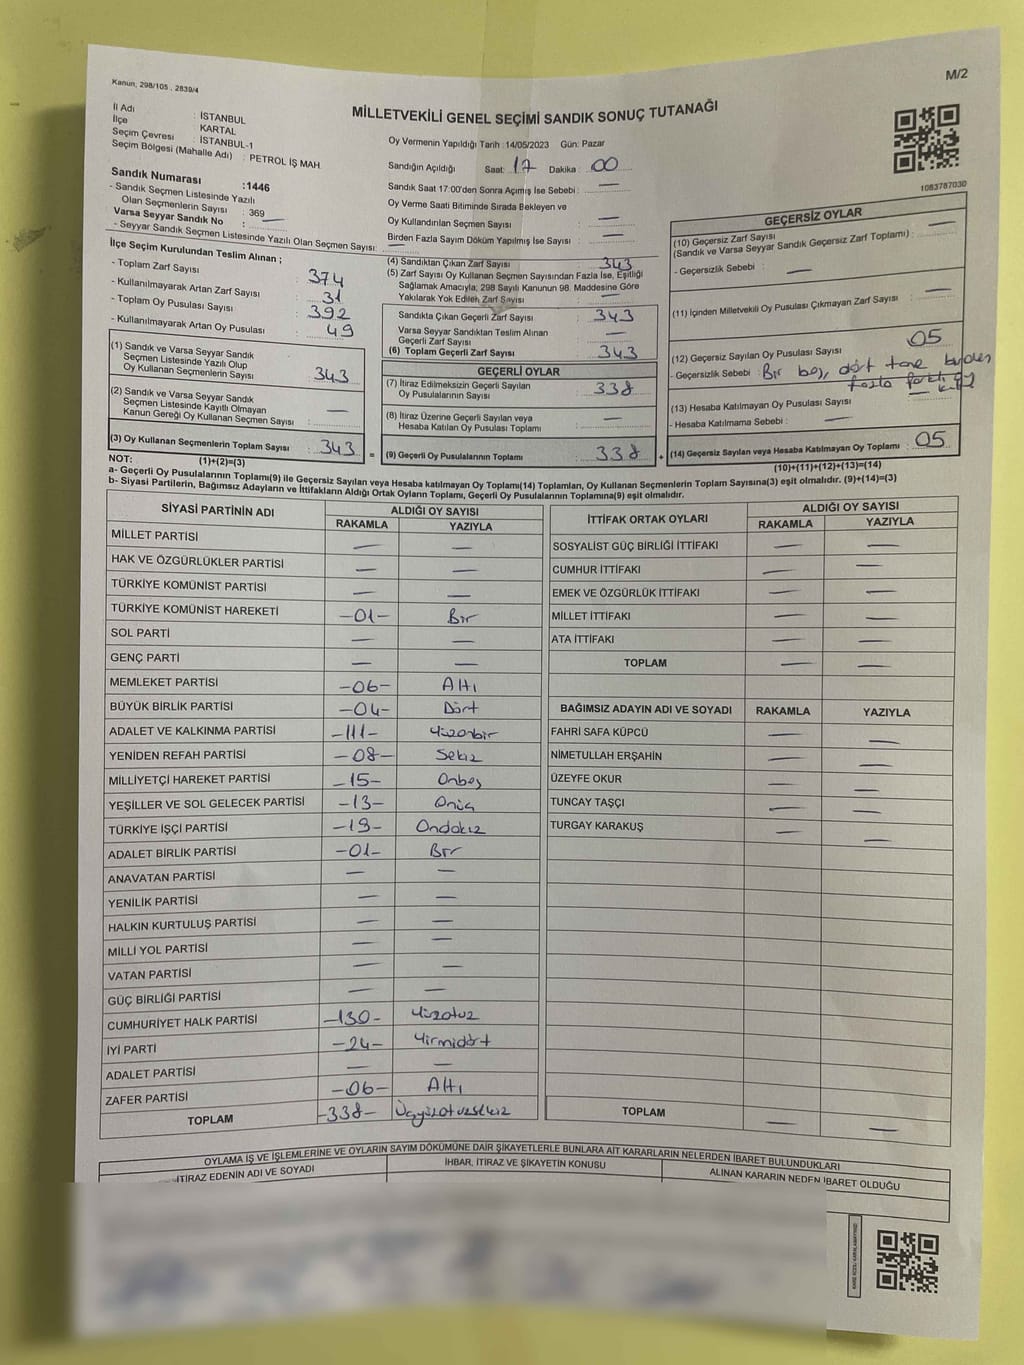 Kanun, 298/105 , 2839/4
M/2
MİLLETVEKİLİ GENEL SEÇİMİ SANDIK SONUÇ TUTANAĞI
İl Adı : İSTANBUL
İlçe KARTAL
Seçim Çevresi : İSTANBUL-1
Seçim Bölgesi (Mahalle Adı) : PETROL İŞ MAH.
Sandık Numarası :1446
- Sandık Seçmen Listesinde Yazılı
Olan Seçmenlerin Sayısı : 369
Varsa Seyyar Sandık No : —
- Seyyar Sandık Seçmen Listesinde Yazılı Olan Seçmen Sayısı: —
İlçe Seçim Kurulundan Teslim Alınan ;
- Toplam Zarf Sayısı 374
- Kullanılmayarak Artan Zarf Sayısı : 31
- Toplam Oy Pusulası Sayısı : 392
- Kullanılmayarak Artan Oy Pusulası : 49
(1) Sandık ve Varsa Seyyar Sandık
Seçmen Listesinde Yazılı Olup
Oy Kullanan Seçmenlerin Sayısı : 343
(2) Sandık ve Varsa Seyyar Sandık
Seçmen Listesinde Kayıtlı Olmayan
Kanun Gereği Oy Kullanan Seçmen Sayısı : —
(3) Oy Kullanan Seçmenlerin Toplam Sayısı : 343
Oy Vermenin Yapıldığı Tarih :14/05/2023 Gün: Pazar
Sandığın Açıldığı Saat: 17 Dakika : 00
Sandık Saat 17:00'den Sonra Açımış İse Sebebi : —
Oy Verme Saati Bitiminde Sırada Bekleyen ve
Oy Kullandırılan Seçmen Sayısı : —
Birden Fazla Sayım Döküm Yapılmış İse Sayısı : —
(4) Sandıktan Çıkan Zarf Sayısı : 343
(5) Zarf Sayısı Oy Kullanan Seçmen Sayısından Fazla İse, Eşitliği
Sağlamak Amacıyla; 298 Sayılı Kanunun 98. Maddesine Göre
Yakılarak Yok Edilen Zarf Sayısı : —
Sandıkta Çıkan Geçerli Zarf Sayısı : 343
Varsa Seyyar Sandıktan Teslim Alınan
Geçerli Zarf Sayısı : —
(6) Toplam Geçerli Zarf Sayısı : 343
GEÇERLİ OYLAR
(7) İtiraz Edilmeksizin Geçerli Sayılan
Oy Pusulalarının Sayısı : 338
(8) İtiraz Üzerine Geçerli Sayılan veya
Hesaba Katılan Oy Pusulası Toplamı : —
= (9) Geçerli Oy Pusulalarının Toplamı : 338
1083787030
GEÇERSİZ OYLAR
(10) Geçersiz Zarf Sayısı
(Sandık ve Varsa Seyyar Sandık Geçersiz Zarf Toplamı) : —
- Geçersizlik Sebebi : —
(11) İçinden Milletvekili Oy Pusulası Çıkmayan Zarf Sayısı : —
(12) Geçersiz Sayılan Oy Pusulası Sayısı : 05
- Geçersizlik Sebebi : Bir boş, dört tane birden
fazla
(13) Hesaba Katılmayan Oy Pusulası Sayısı : —
- Hesaba Katılmama Sebebi : —
+ (14) Geçersiz Sayılan veya Hesaba Katılmayan Oy Toplamı : 05
NOT: (1)+(2)=(3) (10)+(11)+(12)+(13)=(14)
a- Geçerli Oy Pusulalarının Toplamı(9) ile Geçersiz Sayılan veya Hesaba katılmayan Oy Toplamı(14) Toplamları, Oy Kullanan Seçmenlerin Toplam Sayısına(3) eşit olmalıdır. (9)+(14)=(3)
b- Siyasi Partilerin, Bağımsız Adayların ve İttifakların Aldığı Ortak Oyların Toplamı, Geçerli Oy Pusulalarının Toplamına(9) eşit olmalıdır.
SİYASİ PARTİNİN ADI ALDIĞI OY SAYISI
RAKAMLA YAZIYLA
MİLLET PARTİSİ — —
HAK VE ÖZGÜRLÜKLER PARTİSİ — —
TÜRKİYE KOMÜNİST PARTİSİ — —
TÜRKİYE KOMÜNİST HAREKETİ -01- Bir
SOL PARTİ — —
GENÇ PARTİ — —
MEMLEKET PARTİSİ -06- Altı
BÜYÜK BİRLİK PARTİSİ -04- Dört
ADALET VE KALKINMA PARTİSİ -111- Yüzonbir
YENİDEN REFAH PARTİSİ -08- Sekiz
MİLLİYETÇİ HAREKET PARTİSİ -15- Onbeş
YEŞİLLER VE SOL GELECEK PARTİSİ -13- Onüç
TÜRKİYE İŞÇİ PARTİSİ -19- Ondokuz
ADALET BİRLİK PARTİSİ -01- Bir
ANAVATAN PARTİSİ — —
YENİLİK PARTİSİ — —
HALKIN KURTULUŞ PARTİSİ — —
MİLLİ YOL PARTİSİ — —
VATAN PARTİSİ — —
GÜÇ BİRLİĞİ PARTİSİ — —
CUMHURİYET HALK PARTİSİ -130- Yüzotuz
İYİ PARTİ -24- Yirmidört
ADALET PARTİSİ — —
ZAFER PARTİSİ -06- Altı
TOPLAM -338- Üçyüzotuzsekiz
İTTİFAK ORTAK OYLARI ALDIĞI OY SAYISI
RAKAMLA YAZIYLA
SOSYALİST GÜÇ BİRLİĞİ İTTİFAKI — —
CUMHUR İTTİFAKI — —
EMEK VE ÖZGÜRLÜK İTTİFAKI — —
MİLLET İTTİFAKI — —
ATA İTTİFAKI — —
TOPLAM — —
BAĞIMSIZ ADAYIN ADI VE SOYADI RAKAMLA YAZIYLA
FAHRİ SAFA KÜPCÜ — —
NİMETULLAH ERŞAHİN — —
ÜZEYFE OKUR — —
TUNCAY TAŞÇI — —
TURGAY KARAKUŞ — —
TOPLAM — —
OYLAMA İŞ VE İŞLEMLERİNE VE OYLARIN SAYIM DÖKÜMÜNE DAİR ŞİKAYETLERLE BUNLARA AİT KARARLARIN NELERDEN İBARET BULUNDUKLARI
İTİRAZ EDENİN ADI VE SOYADI İHBAR, İTİRAZ VE ŞİKAYETİN KONUSU ALINAN KARARIN NEDEN İBARET OLDUĞU